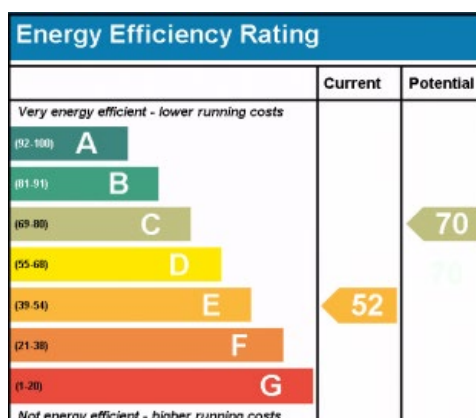 Energy Efficiency Rating
Current Potential
Very energy efficient - lower running costs
(92-100) A
(81-91) B
(69-80) C 70
(55-68) D
70
(39-54) E 52
(21-38) F
(1-20) G
Not energy efficient - higher running costs